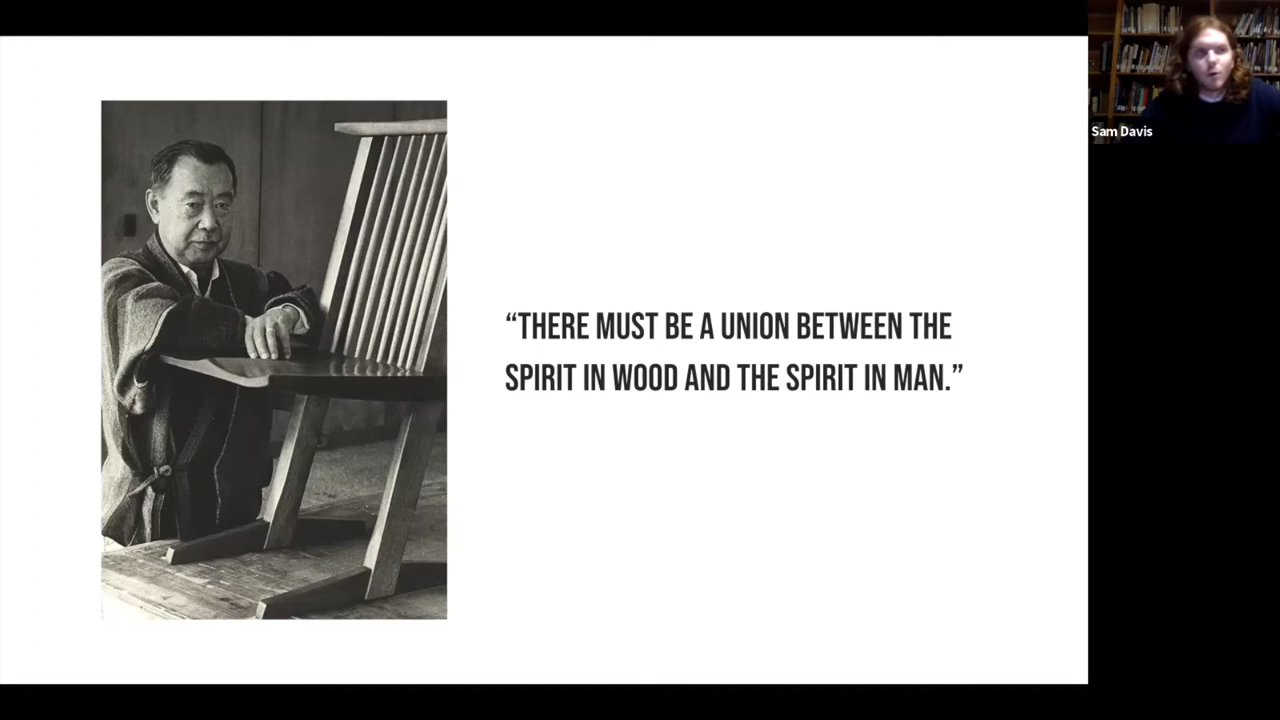 “THERE MUST BE A UNION BETWEEN THE
SPIRIT IN WOOD AND THE SPIRIT IN MAN.”
Sam Davis